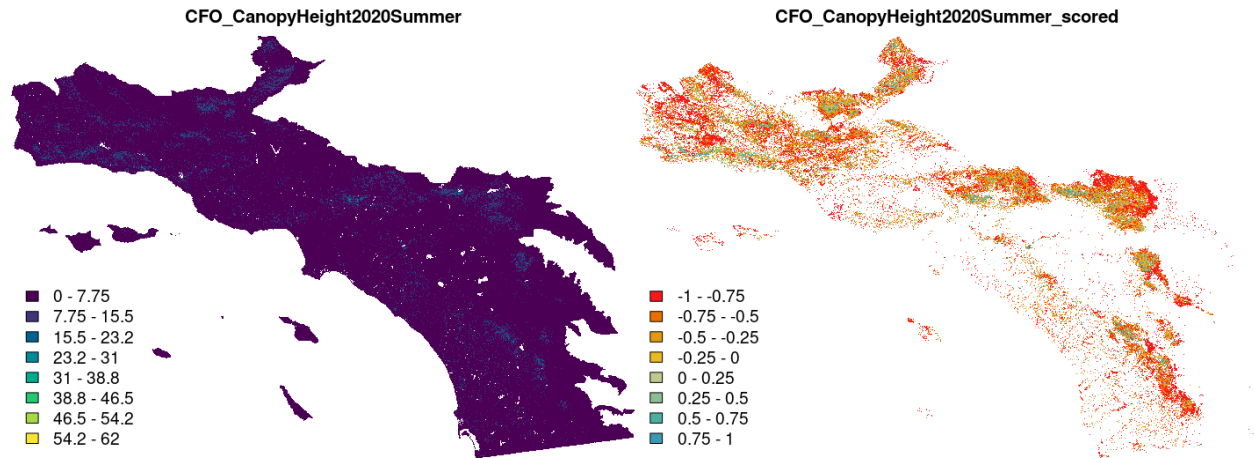 CFO_CanopyHeight2020Summer
0 - 7.75
7.75 - 15.5
15.5 - 23.2
23.2 - 31
31 - 38.8
38.8 - 46.5
46.5 - 54.2
54.2 - 62
CFO_CanopyHeight2020Summer_scored
-1 - -0.75
-0.75 - -0.5
-0.5 - -0.25
-0.25 - 0
0 - 0.25
0.25 - 0.5
0.5 - 0.75
0.75 - 1